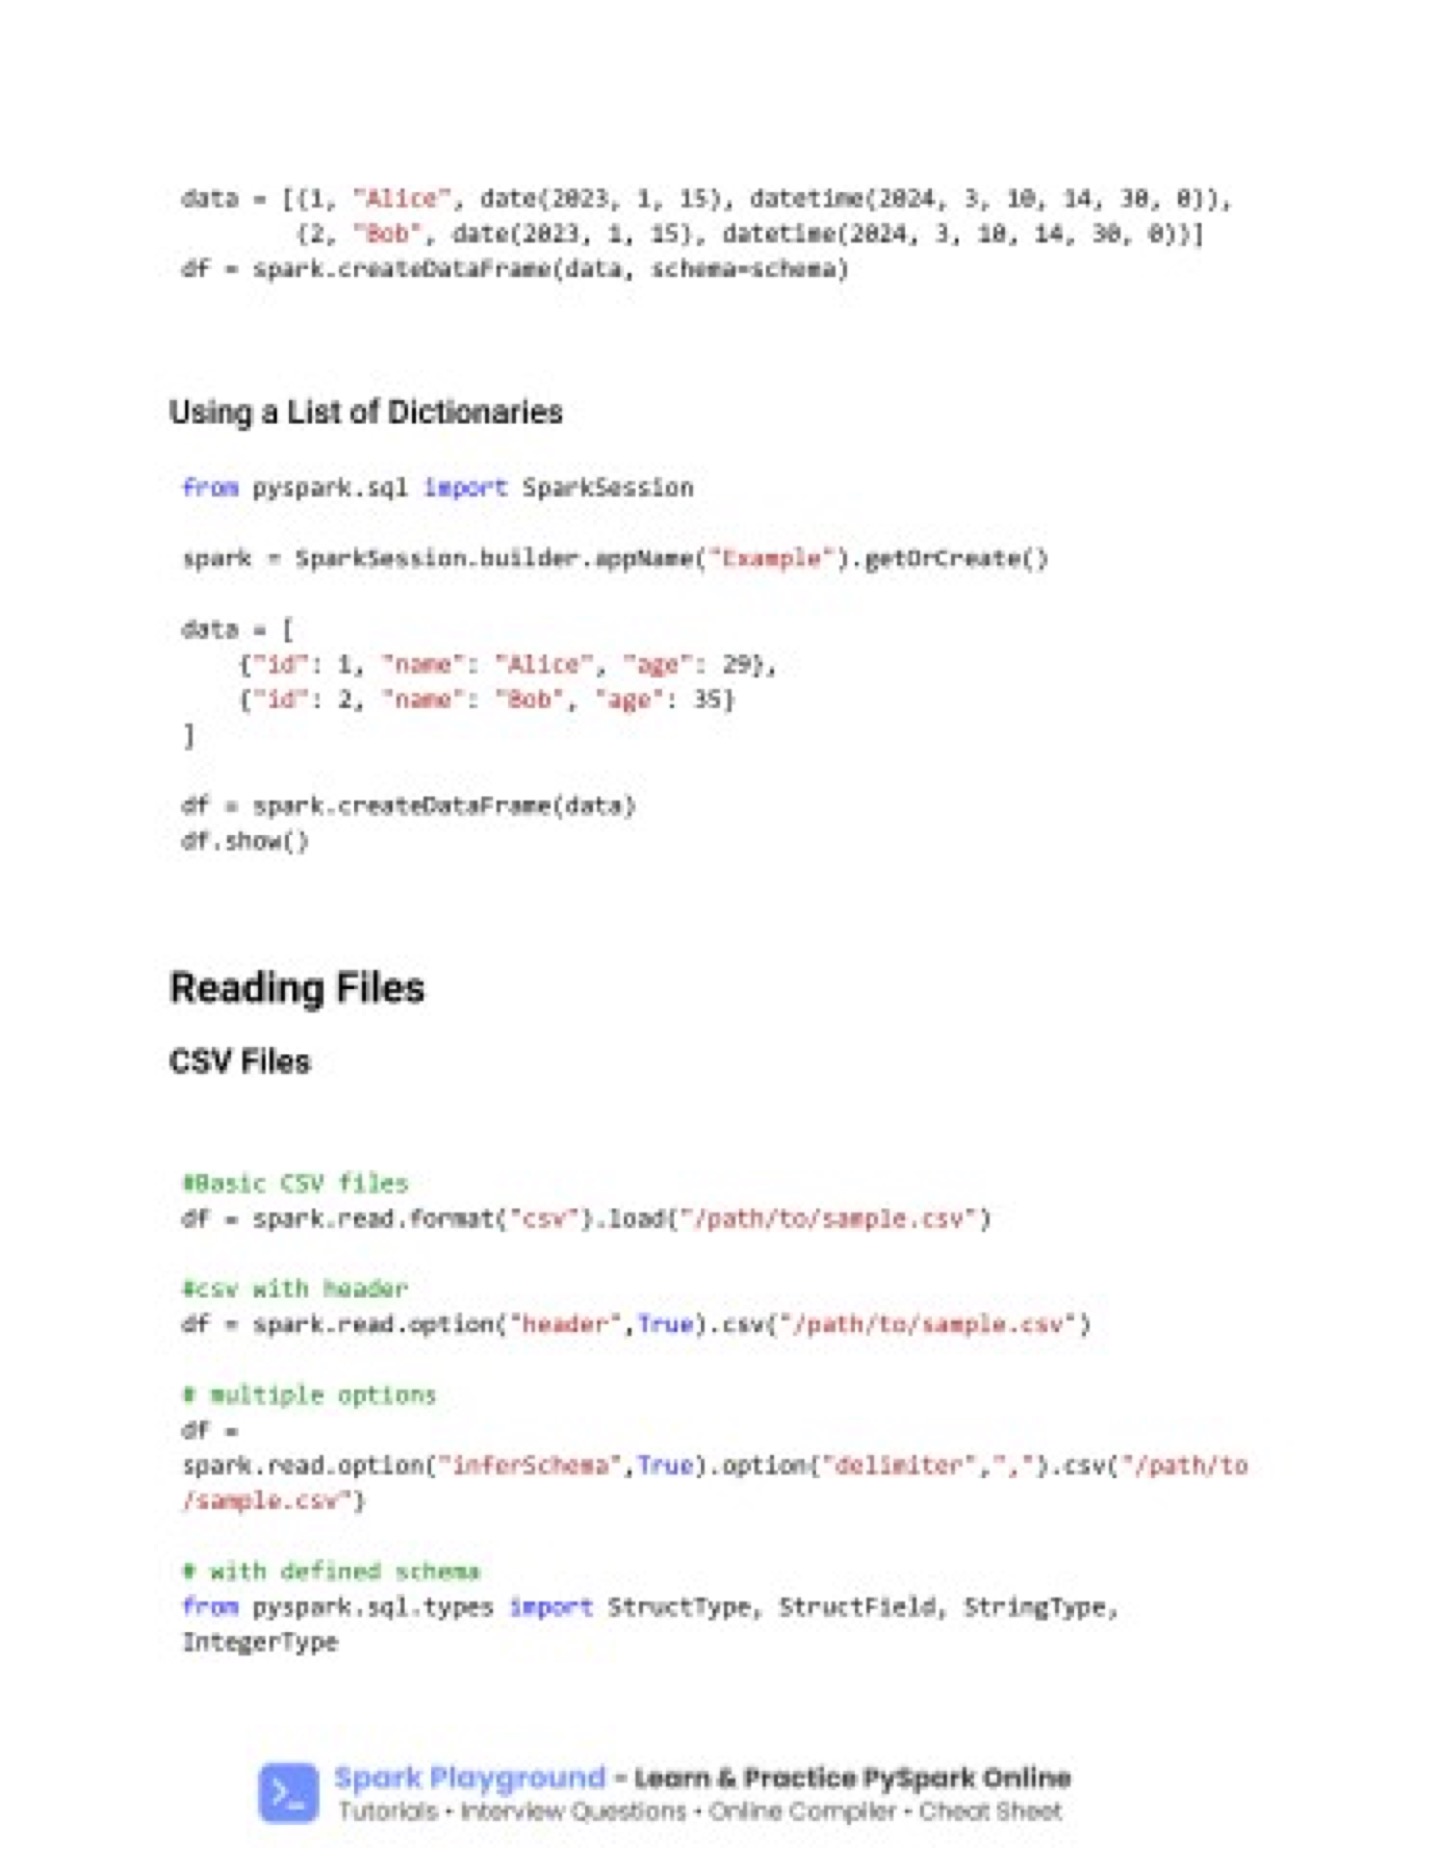 data = [(1, "Alice", date(2023, 1, 15), datetime(2024, 3, 10, 14, 30, 0)),
        (2, "Bob", date(2023, 1, 15), datetime(2024, 3, 10, 14, 30, 0))]
df = spark.createDataFrame(data, schema=schema)
Using a List of Dictionaries
from pyspark.sql import SparkSession
spark = SparkSession.builder.appName("Example").getOrCreate()
data = [
    {"id": 1, "name": "Alice", "age": 29},
    {"id": 2, "name": "Bob", "age": 35}
]
df = spark.createDataFrame(data)
df.show()
Reading Files
CSV Files
#Basic CSV files
df = spark.read.format("csv").load("/path/to/sample.csv")
#csv with header
df = spark.read.option("header",True).csv("/path/to/sample.csv")
# multiple options
df =
spark.read.option("inferSchema",True).option("delimiter",",").csv("/path/to
/sample.csv")
# with defined schema
from pyspark.sql.types import StructType, StructField, StringType,
IntegerType
Spark Playground - Learn & Practice PySpark Online
Tutorials • Interview Questions • Online Compiler • Cheat Sheet